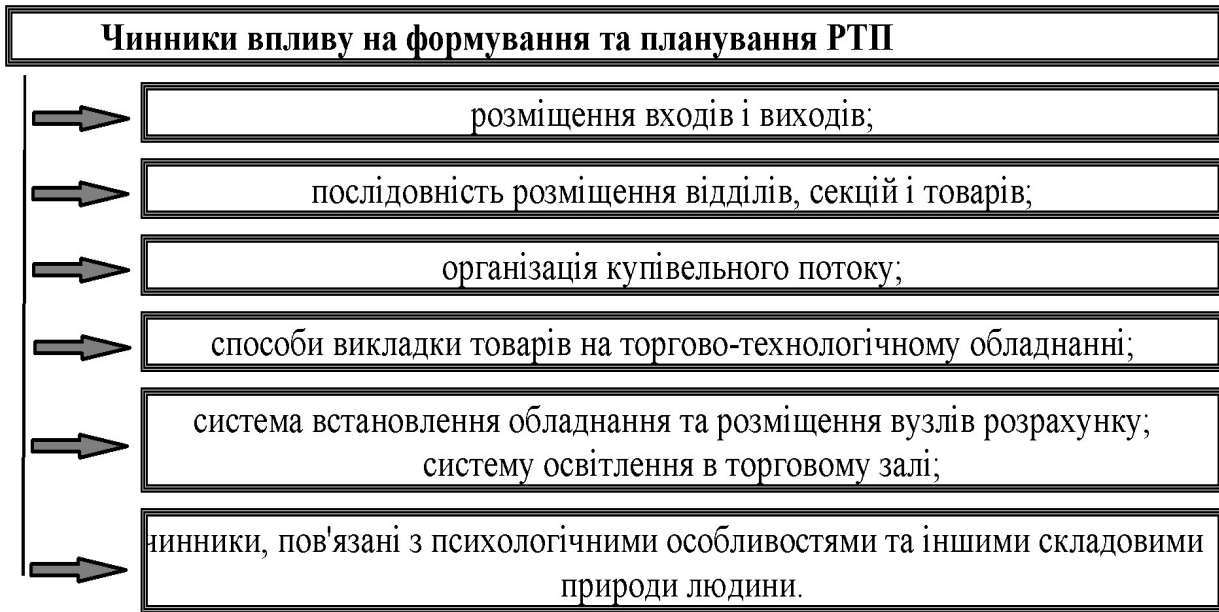 Чинники впливу на формування та планування РТП
розміщення входів і виходів;
послідовність розміщення відділів, секцій і товарів;
організація купівельного потоку;
способи викладки товарів на торгово-технологічному обладнанні;
система встановлення обладнання та розміщення вузлів розрахунку;
систему освітлення в торговому залі;
чинники, пов'язані з психологічними особливостями та іншими складовими
природи людини.